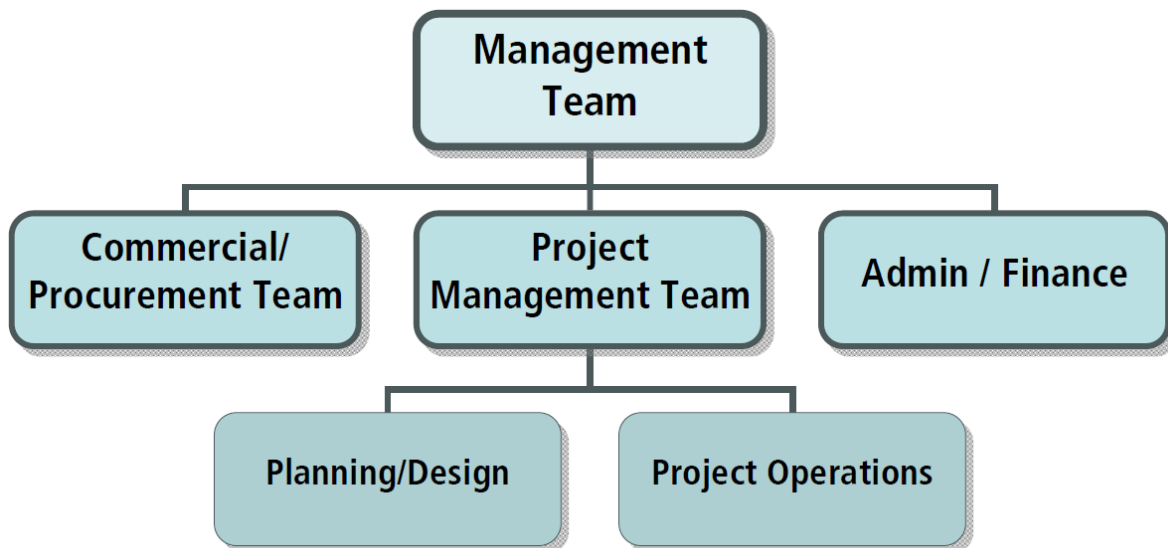 Management
Team
Commercial/
Procurement Team
Project
Management Team
Admin / Finance
Planning/Design
Project Operations